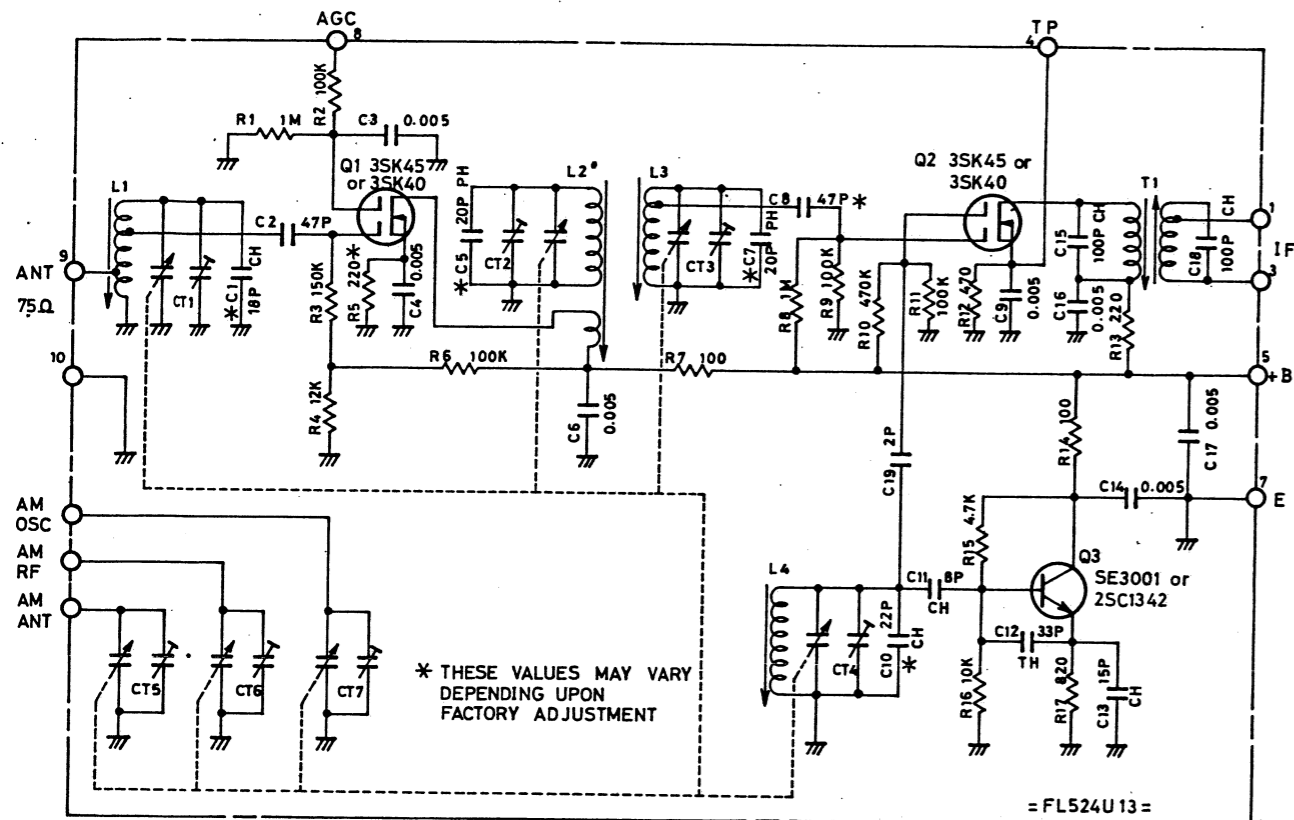 AGC
8
TP
4
R2 100K
R1 1M
C3 0.005
Q1 3SK45
or 3SK40
L1
C2 47P
9
ANT
75Ω
CT1
*C1 18P CH
R3 150K
R5 220*
C4 0.005
*C5 20P PH
CT2
L2*
L3
CT3
*C7 20P PH
C8 47P *
R8 1M
R9 100K
R10 470K
Q2 3SK45 or
3SK40
R11 100K
R12 470
C9 0.005
C15 100P CH
C16 0.005
T1
R13 220
C18 100P CH
1
IF
3
10
R6 100K
R7 100
5
+B
R4 12K
C6 0.005
C19 2P
R14 100
C17 0.005
7
E
C14 0.005
R15 4.7K
AM
OSC
AM
RF
AM
ANT
CT5
CT6
CT7
* THESE VALUES MAY VARY
DEPENDING UPON
FACTORY ADJUSTMENT
L4
CT4
C10 22P CH *
C11 8P
CH
Q3
SE3001 or
2SC1342
C12 33P
TH
R16 10K
R17 820
C13 15P CH
=FL524U13=